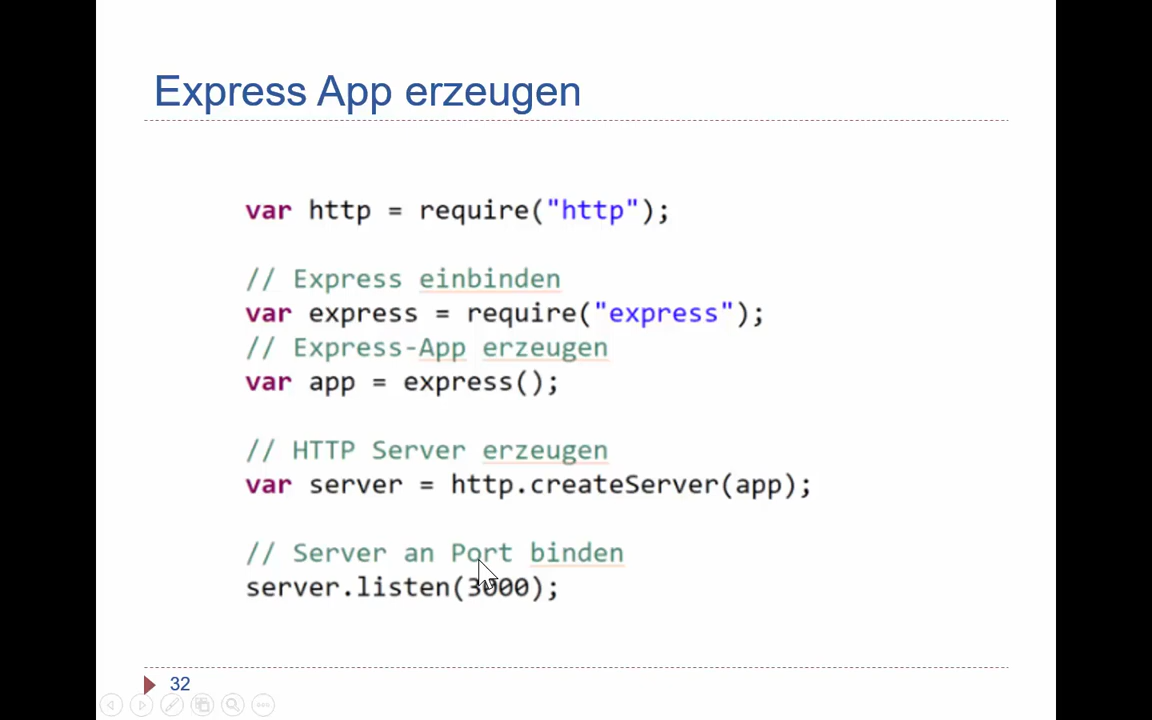 Express App erzeugen
var http = require("http");
// Express einbinden
var express = require("express");
// Express-App erzeugen
var app = express();
// HTTP Server erzeugen
var server = http.createServer(app);
// Server an Port binden
server.listen(3000);
32